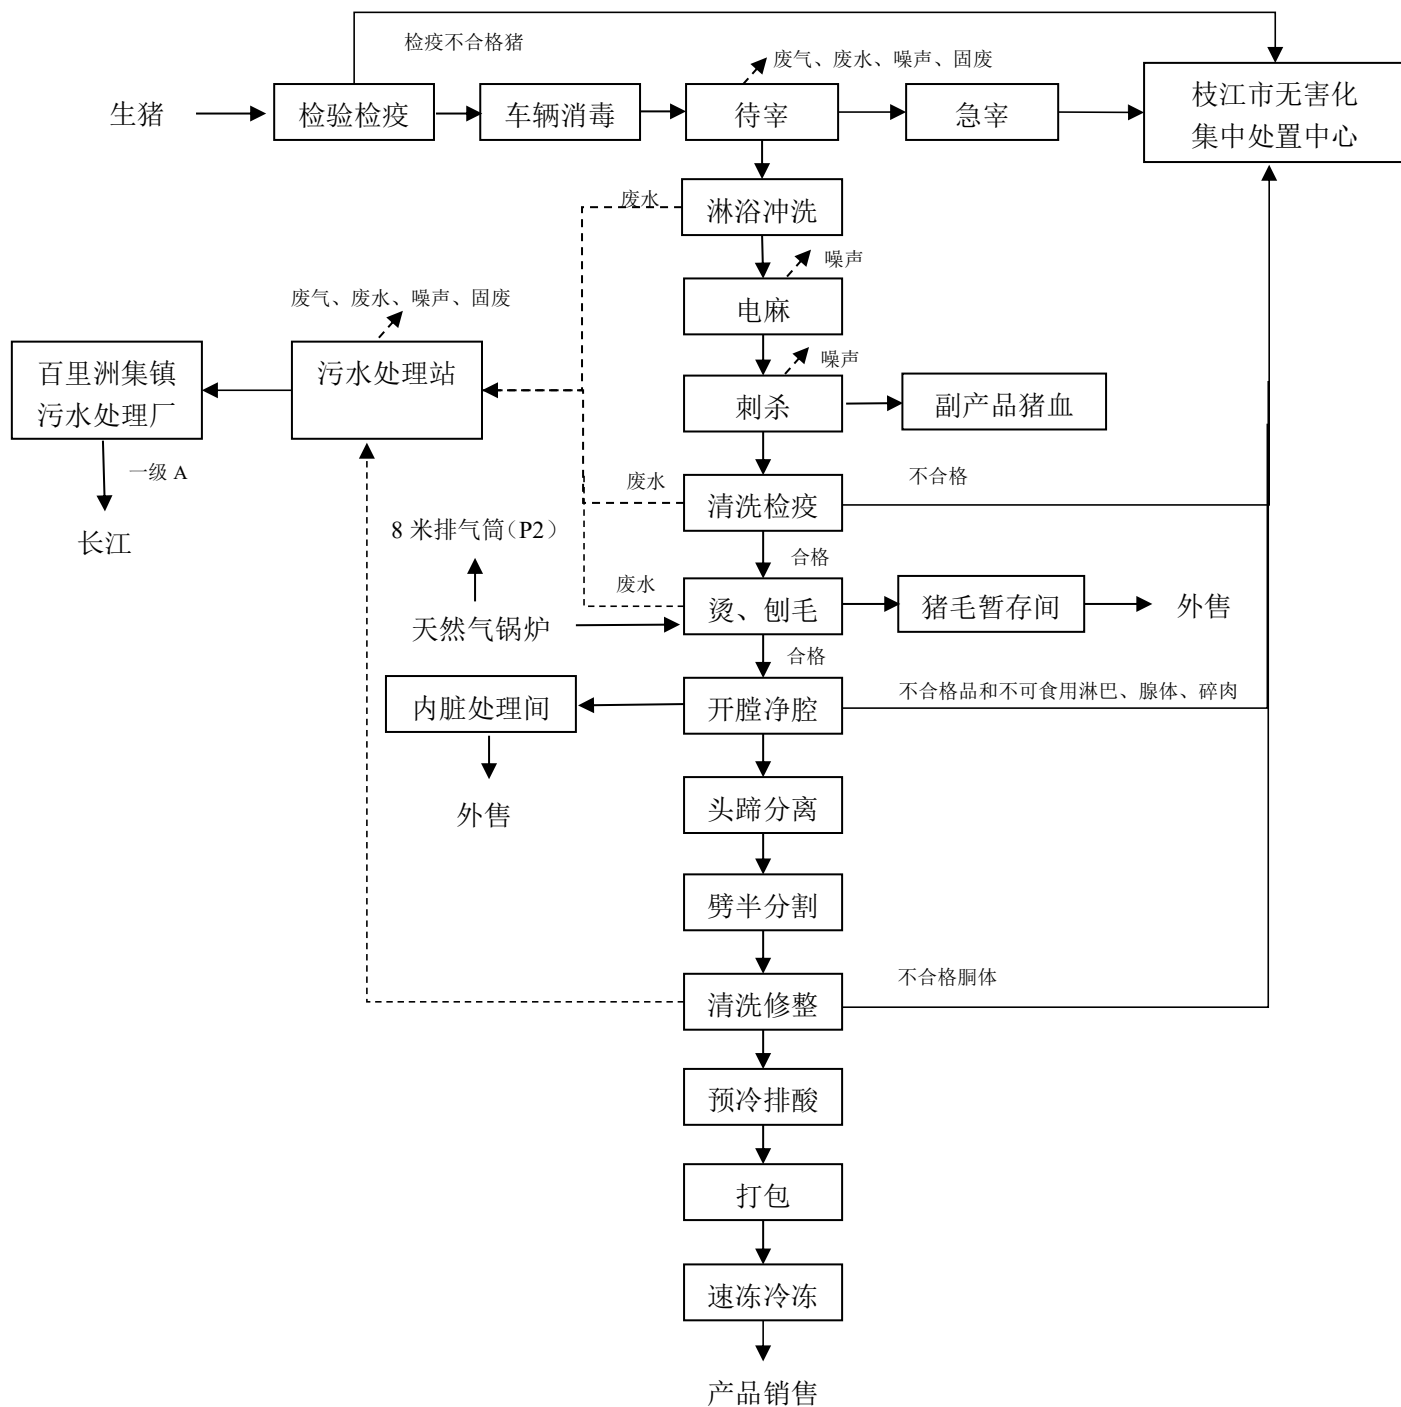 检疫不合格猪
废气、废水、噪声、固废
生猪
检验检疫
车辆消毒
待宰
急宰
枝江市无害化
集中处置中心
废水
淋浴冲洗
噪声
电麻
废气、废水、噪声、固废
百里洲集镇
污水处理厂
污水处理站
噪声
刺杀
副产品猪血
一级 A
长江
废水
清洗检疫
不合格
8 米排气筒（P2）
合格
废水
烫、刨毛
猪毛暂存间
外售
天然气锅炉
合格
内脏处理间
开膛净腔
不合格品和不可食用淋巴、腺体、碎肉
外售
头蹄分离
劈半分割
清洗修整
不合格胴体
预冷排酸
打包
速冻冷冻
产品销售